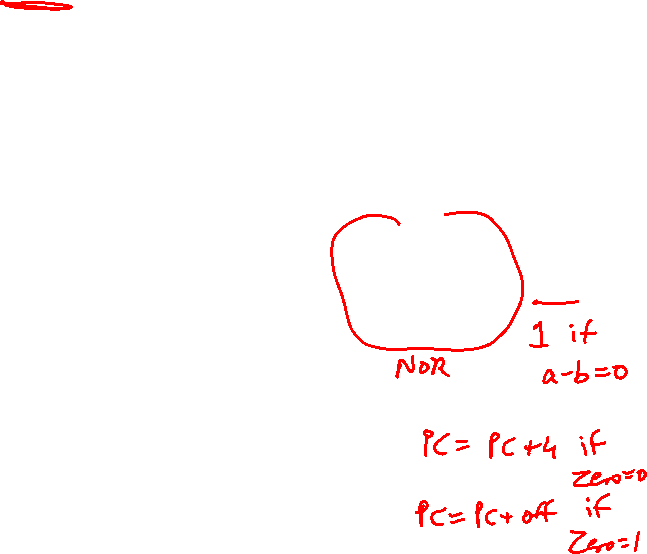 1 if
a-b=0
NOR
PC = PC+4 if
Zero=0
PC = PC+off if
Zero=1